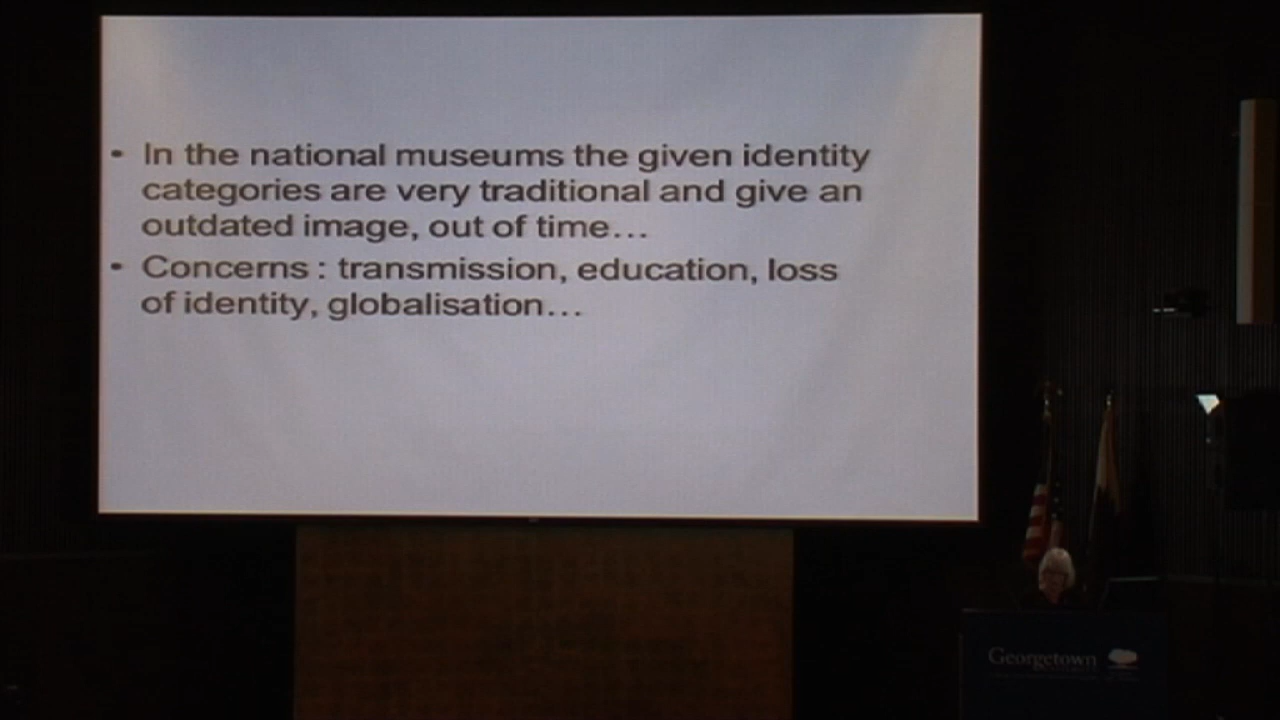 • In the national museums the given identity
categories are very traditional and give an
outdated image, out of time…
• Concerns : transmission, education, loss
of identity, globalisation…
Georgetown